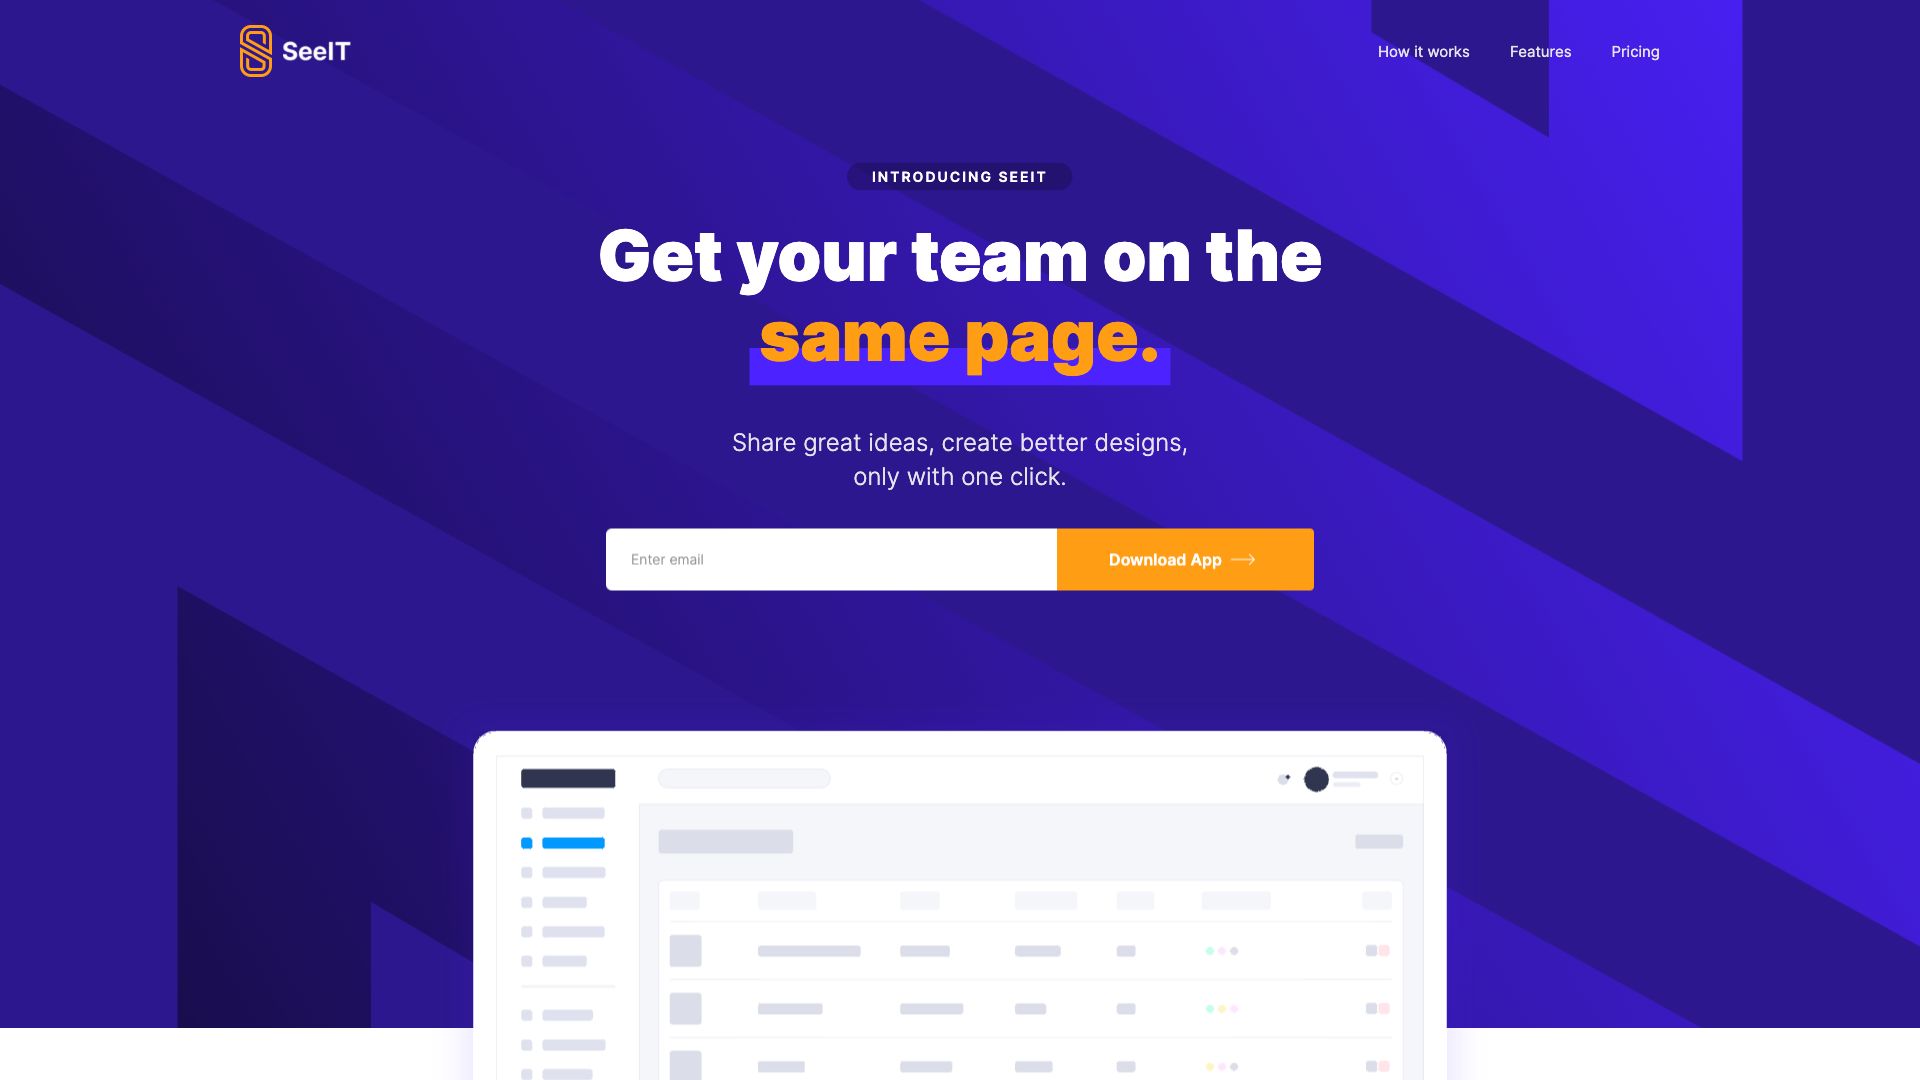 SeeIT
How it works
Features
Pricing
INTRODUCING SEEIT
Get your team on the
same page.
Share great ideas, create better designs,
only with one click.
Enter email
Download App